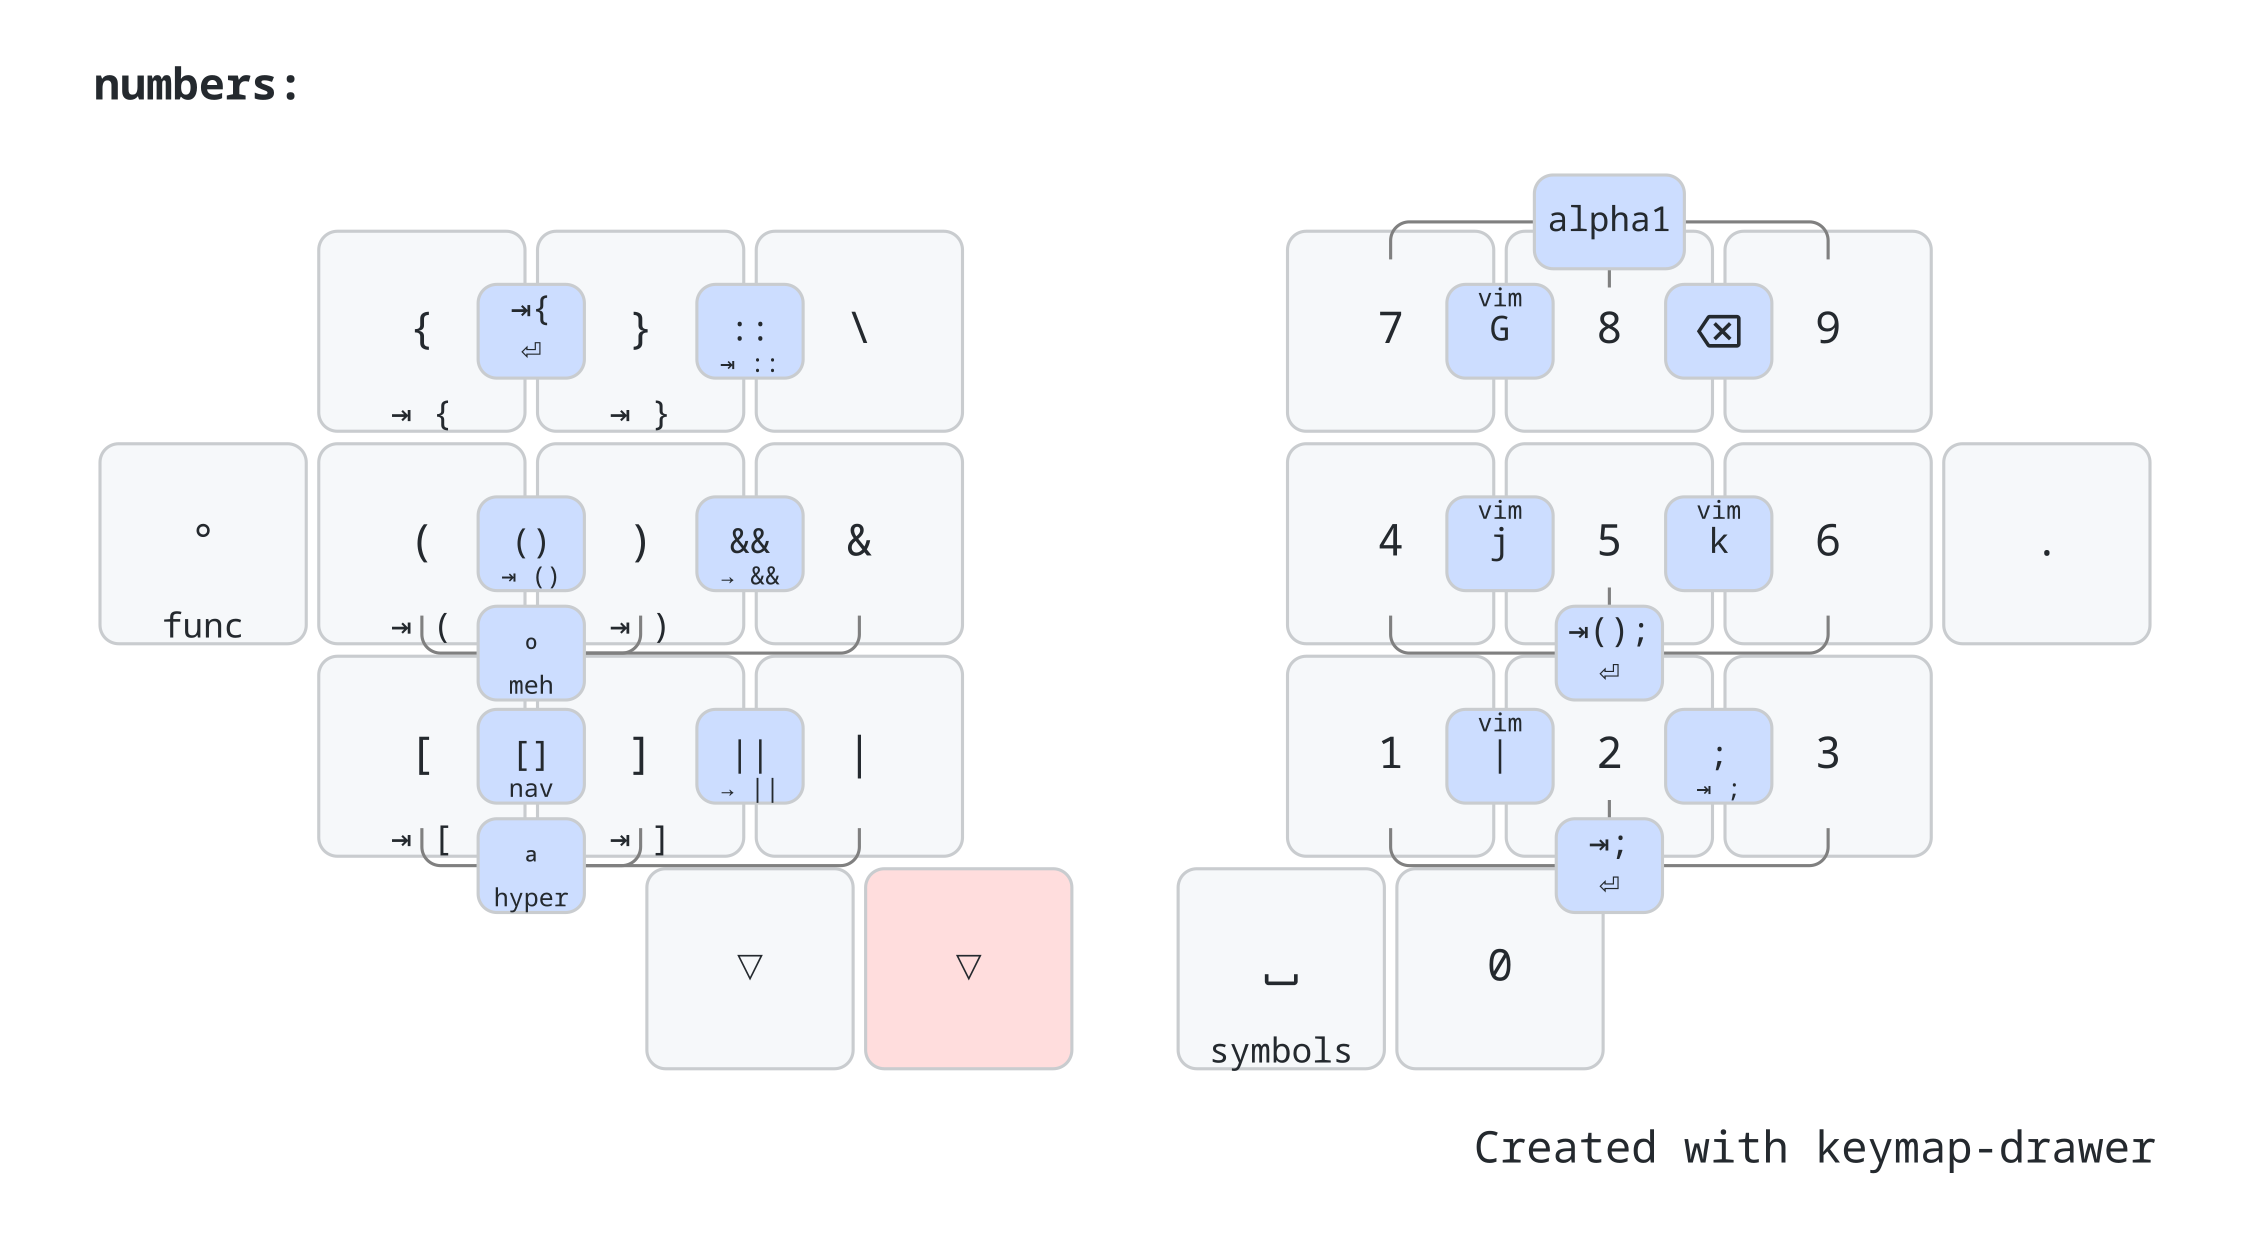 numbers:
alpha1
{ ⇥{ } :: \ 7 vim G 8 ⌫ 9
⏎ ⇥ ::
⇥ { ⇥ }
° ( () ) && & 4 vim j 5 vim k 6 .
⇥ () → &&
func ⇥ ( o ⇥ ) ⇥();
meh ⏎
[ [] ] || | 1 vim | 2 ; 3
nav → || ⇥ ;
⇥ [ a ⇥ ] ⇥;
hyper ⏎
▽ ▽ ⎵ 0
symbols
Created with keymap-drawer